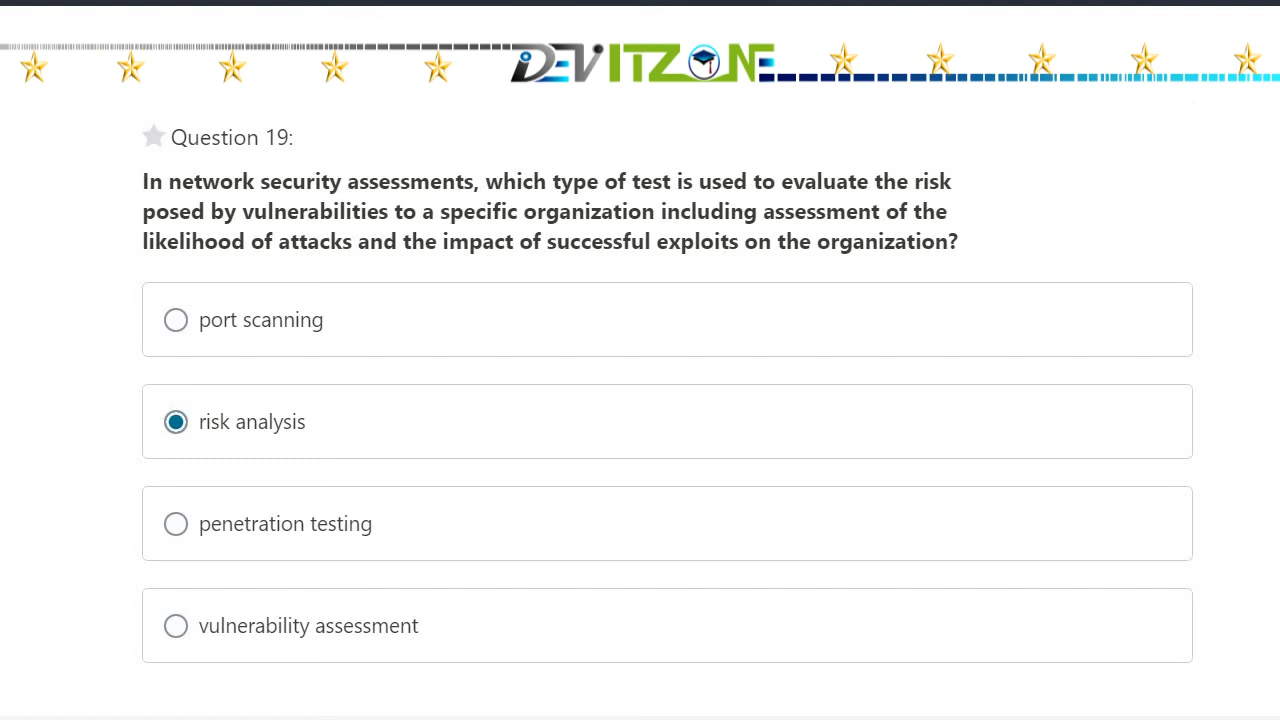 iDEV ITZONE
Question 19:
In network security assessments, which type of test is used to evaluate the risk
posed by vulnerabilities to a specific organization including assessment of the
likelihood of attacks and the impact of successful exploits on the organization?
port scanning
risk analysis
penetration testing
vulnerability assessment